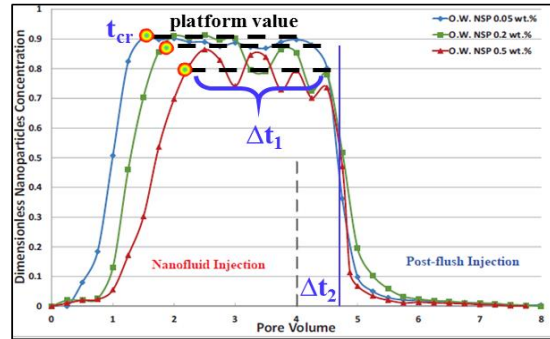 t_cr
platform value
O.W. NSP 0.05 wt.%
O.W. NSP 0.2 wt.%
O.W. NSP 0.5 wt.%
Dimensionless Nanoparticles Concentration
1
0.9
0.8
0.7
0.6
0.5
0.4
0.3
0.2
0.1
0
Δt₁
Nanofluid Injection
Δt₂
Post-flush Injection
0 1 2 3 4 5 6 7 8
Pore Volume